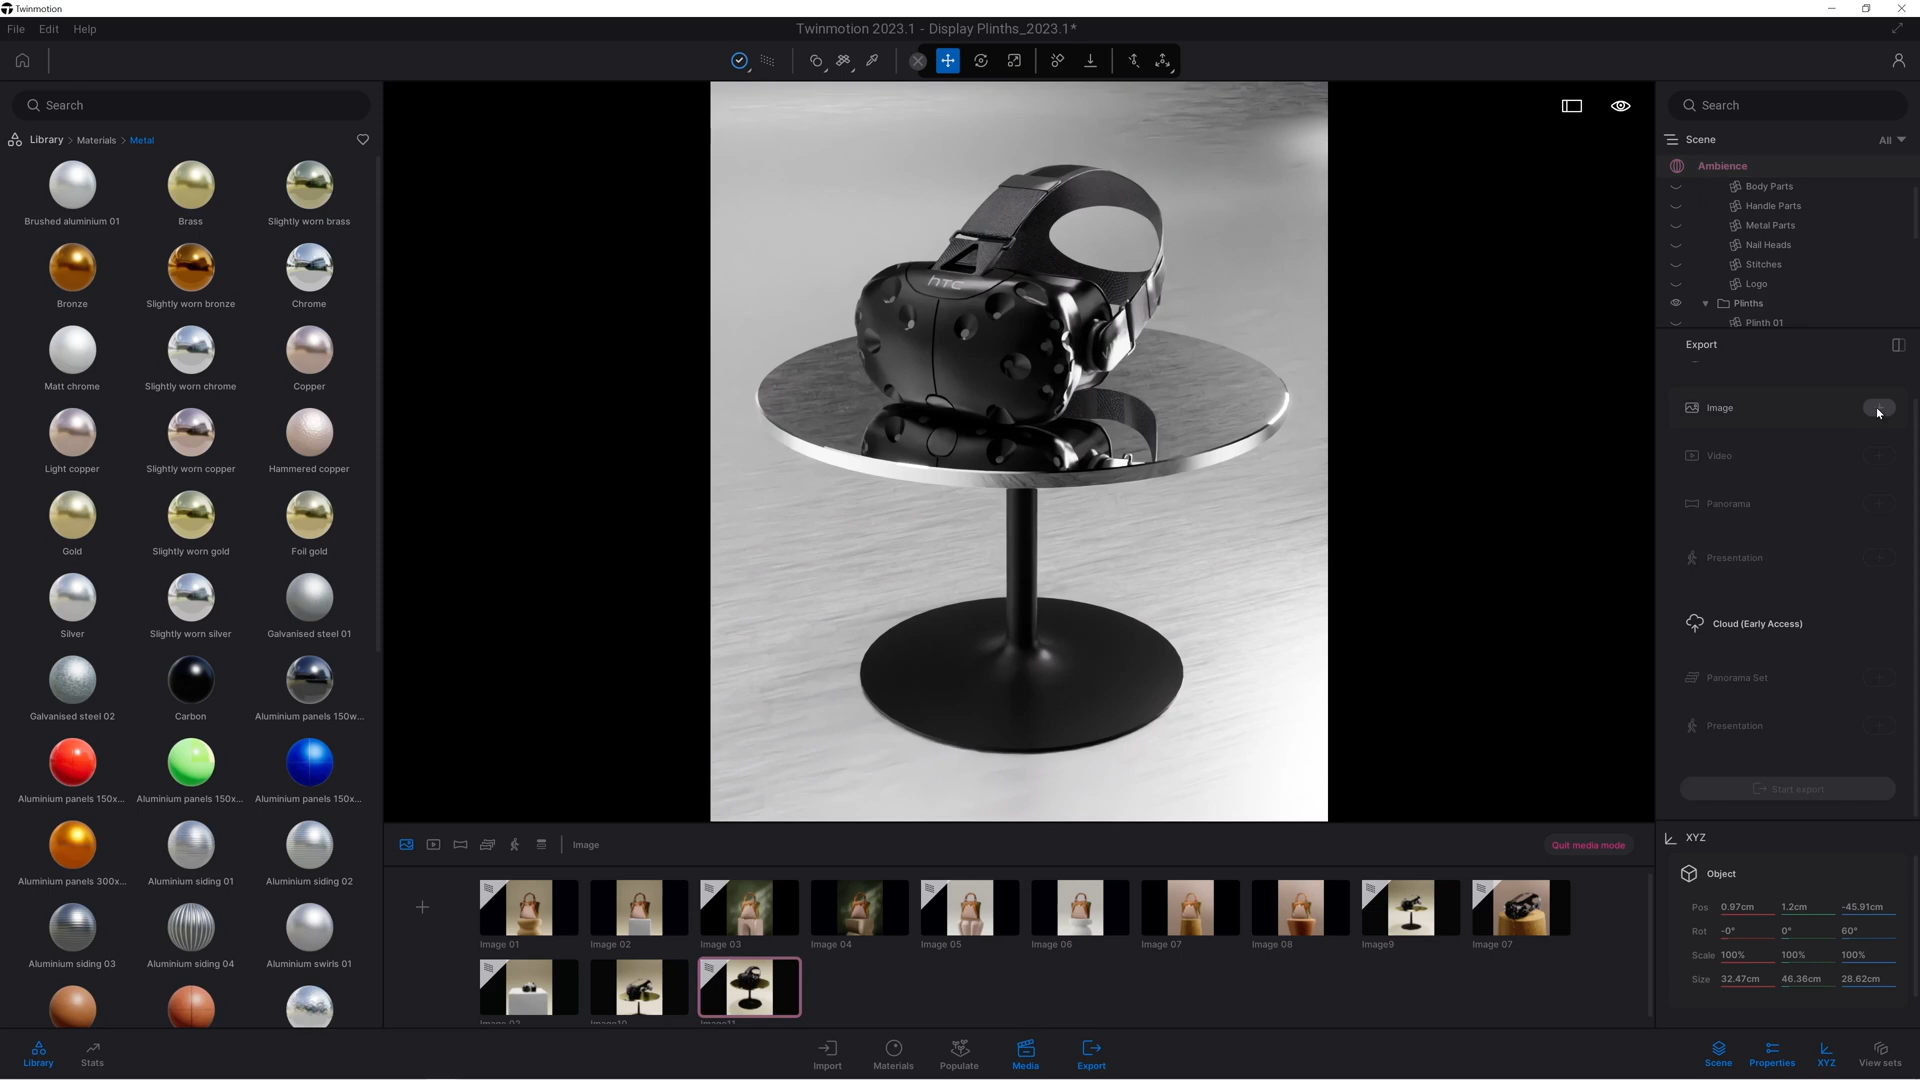 Twinmotion
File Edit Help
Twinmotion 2023.1 - Display Plinths_2023.1*
Search
Library > Materials > Metal
Brushed aluminium 01
Brass
Slightly worn brass
Bronze
Slightly worn bronze
Chrome
Matt chrome
Slightly worn chrome
Copper
Light copper
Slightly worn copper
Hammered copper
Gold
Slightly worn gold
Foil gold
Silver
Slightly worn silver
Galvanised steel 01
Galvanised steel 02
Carbon
Aluminium panels 150w...
Aluminium panels 150x...
Aluminium panels 150x...
Aluminium panels 150x...
Aluminium panels 300x...
Aluminium siding 01
Aluminium siding 02
Aluminium siding 03
Aluminium siding 04
Aluminium swirls 01
hTC
Image
Quit media mode
Image 01
Image 02
Image 03
Image 04
Image 05
Image 06
Image 07
Image 08
Image9
Image 07
Image 02
Image10
Image11
Search
Scene
All
Ambience
Body Parts
Handle Parts
Metal Parts
Nail Heads
Stitches
Logo
Plinths
Plinth 01
Export
Image
Video
Panorama
Presentation
Cloud (Early Access)
Panorama Set
Presentation
Start export
XYZ
Object
Pos 0.97cm 1.2cm -45.91cm
Rot -0° 0° 60°
Scale 100% 100% 100%
Size 32.47cm 46.36cm 28.62cm
Library
Stats
Import
Materials
Populate
Media
Export
Scene
Properties
XYZ
View sets